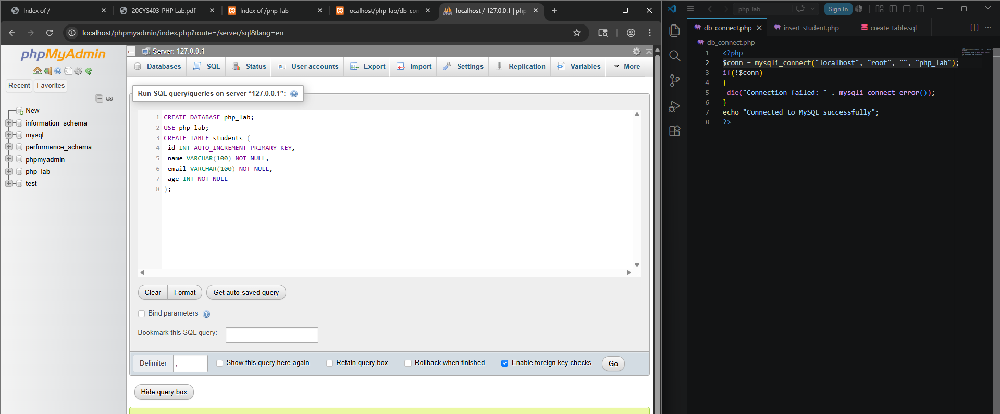 Index of /
20CYS403-PHP Lab.pdf
Index of /php_lab
localhost/php_lab/db_con
localhost / 127.0.0.1 | php
localhost/phpmyadmin/index.php?route=/server/sql&lang=en
phpMyAdmin
Recent
Favorites
New
information_schema
mysql
performance_schema
phpmyadmin
php_lab
test
Server: 127.0.0.1
Databases
SQL
Status
User accounts
Export
Import
Settings
Replication
Variables
More
Run SQL query/queries on server “127.0.0.1”:
1 CREATE DATABASE php_lab;
2 USE php_lab;
3 CREATE TABLE students (
4 id INT AUTO_INCREMENT PRIMARY KEY,
5 name VARCHAR(100) NOT NULL,
6 email VARCHAR(100) NOT NULL,
7 age INT NOT NULL
8 );
Clear
Format
Get auto-saved query
Bind parameters
Bookmark this SQL query:
Delimiter
;
Show this query here again
Retain query box
Rollback when finished
Enable foreign key checks
Go
Hide query box
php_lab
Sign In
db_connect.php
insert_student.php
create_table.sql
db_connect.php
1 <?php
2 $conn = mysqli_connect("localhost", "root", "", "php_lab");
3 if(!$conn)
4 {
5 die("Connection failed: " . mysqli_connect_error());
6 }
7 echo "Connected to MySQL successfully";
8 ?>